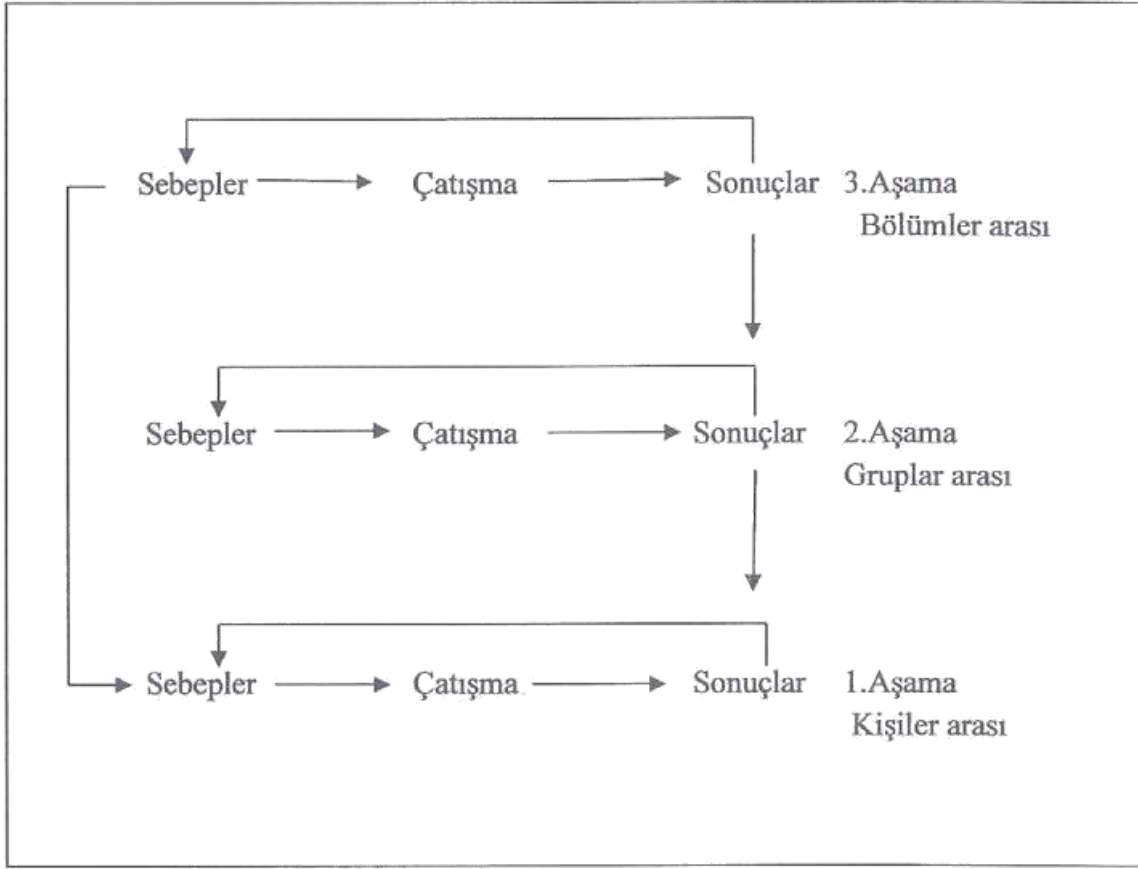 Sebepler Çatışma Sonuçlar 3.Aşama
Bölümler arası
Sebepler Çatışma Sonuçlar 2.Aşama
Gruplar arası
Sebepler Çatışma Sonuçlar 1.Aşama
Kişiler arası